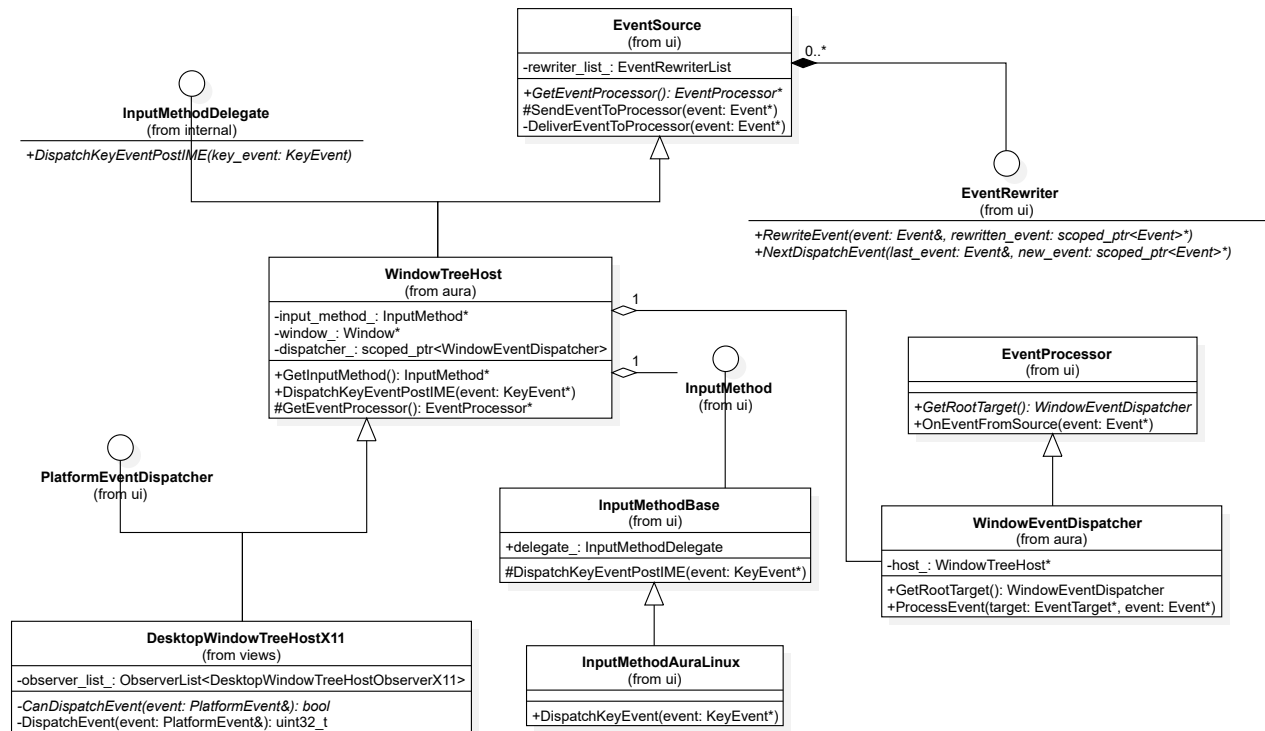 EventSource
(from ui)
-rewriter_list_: EventRewriterList
+GetEventProcessor(): EventProcessor*
#SendEventToProcessor(event: Event*)
-DeliverEventToProcessor(event: Event*)
0..*
InputMethodDelegate
(from internal)
+DispatchKeyEventPostIME(key_event: KeyEvent)
EventRewriter
(from ui)
+RewriteEvent(event: Event&, rewritten_event: scoped_ptr<Event>*)
+NextDispatchEvent(last_event: Event&, new_event: scoped_ptr<Event>*)
WindowTreeHost
(from aura)
-input_method_: InputMethod*
-window_: Window*
-dispatcher_: scoped_ptr<WindowEventDispatcher>
+GetInputMethod(): InputMethod*
+DispatchKeyEventPostIME(event: KeyEvent*)
#GetEventProcessor(): EventProcessor*
1
1
InputMethod
(from ui)
EventProcessor
(from ui)
+GetRootTarget(): WindowEventDispatcher
+OnEventFromSource(event: Event*)
PlatformEventDispatcher
(from ui)
InputMethodBase
(from ui)
+delegate_: InputMethodDelegate
#DispatchKeyEventPostIME(event: KeyEvent*)
WindowEventDispatcher
(from aura)
-host_: WindowTreeHost*
+GetRootTarget(): WindowEventDispatcher
+ProcessEvent(target: EventTarget*, event: Event*)
DesktopWindowTreeHostX11
(from views)
-observer_list_: ObserverList<DesktopWindowTreeHostObserverX11>
-CanDispatchEvent(event: PlatformEvent&): bool
-DispatchEvent(event: PlatformEvent&): uint32_t
InputMethodAuraLinux
(from ui)
+DispatchKeyEvent(event: KeyEvent*)